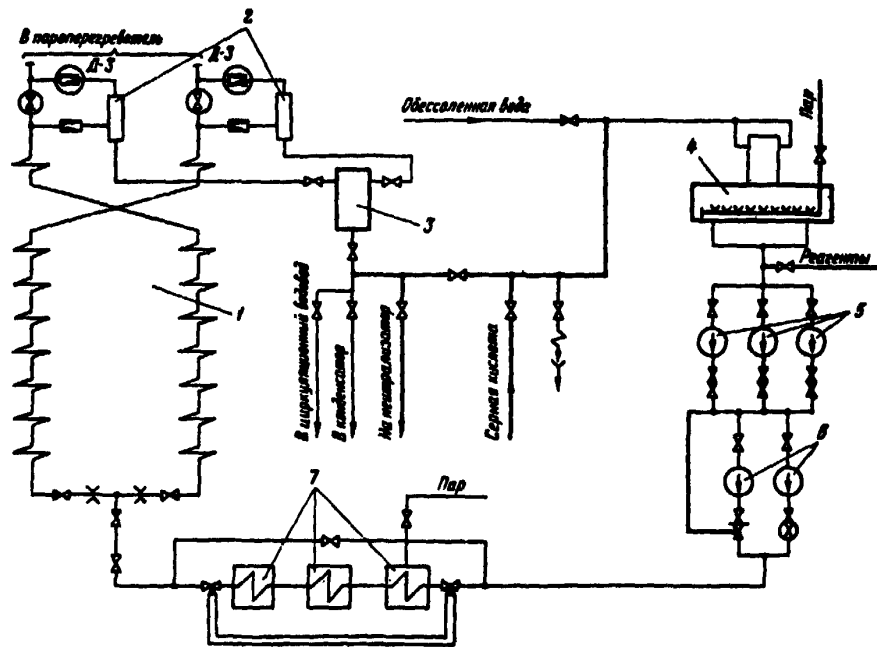 2
В пароперегреватель
Д-3
Д-3
Обессоленная вода
Пар
4
3
Реагенты
1
5
В циркуляционный водовод
В конденсатор
На нейтрализатор
Серная кислота
6
7
Пар